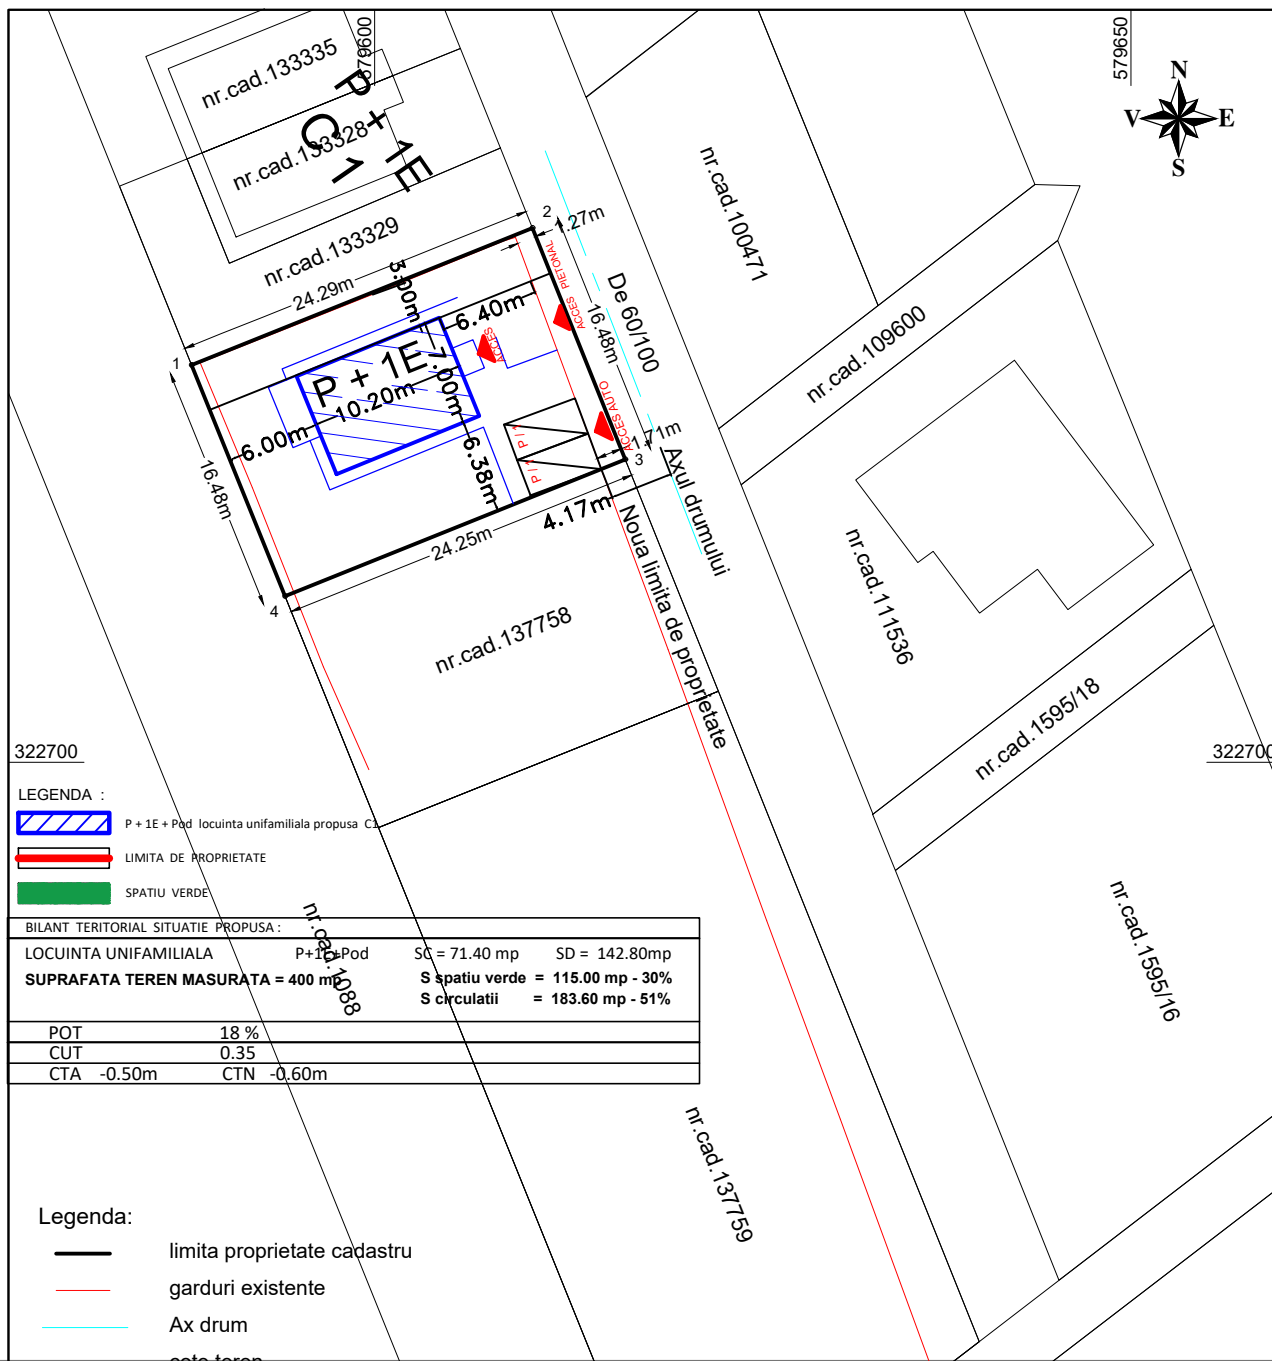 579600
579650
N
V E
S
nr.cad.133335
P + 1E
C 1
nr.cad.133328
nr.cad.133329
nr.cad.100471
2
1.27m
24.29m
3.00m
ACCES PIETONAL
De 60/100
16.48m
6.40m
ACCES
nr.cad.109600
1
P + 1E
7.00m
10.20m
6.00m
ACCES AUTO
1.71m
P / 1
P / 1
3
6.38m
Axul drumului
16.48m
4.17m
24.25m
Noua limita de proprietate
4
nr.cad.111536
nr.cad.137758
nr.cad.1595/18
322700
322700
LEGENDA :
P + 1E + Pod locuinta unifamiliala propusa C1
LIMITA DE PROPRIETATE
SPATIU VERDE
nr.cad.1088
nr.cad.1595/16
BILANT TERITORIAL SITUATIE PROPUSA :
LOCUINTA UNIFAMILIALA P+1E+Pod SC = 71.40 mp SD = 142.80mp
SUPRAFATA TEREN MASURATA = 400 mp S spatiu verde = 115.00 mp - 30%
S circulatii = 183.60 mp - 51%
POT 18 %
CUT 0.35
CTA -0.50m CTN -0.60m
nr.cad.137759
Legenda:
limita proprietate cadastru
garduri existente
Ax drum
cote teren